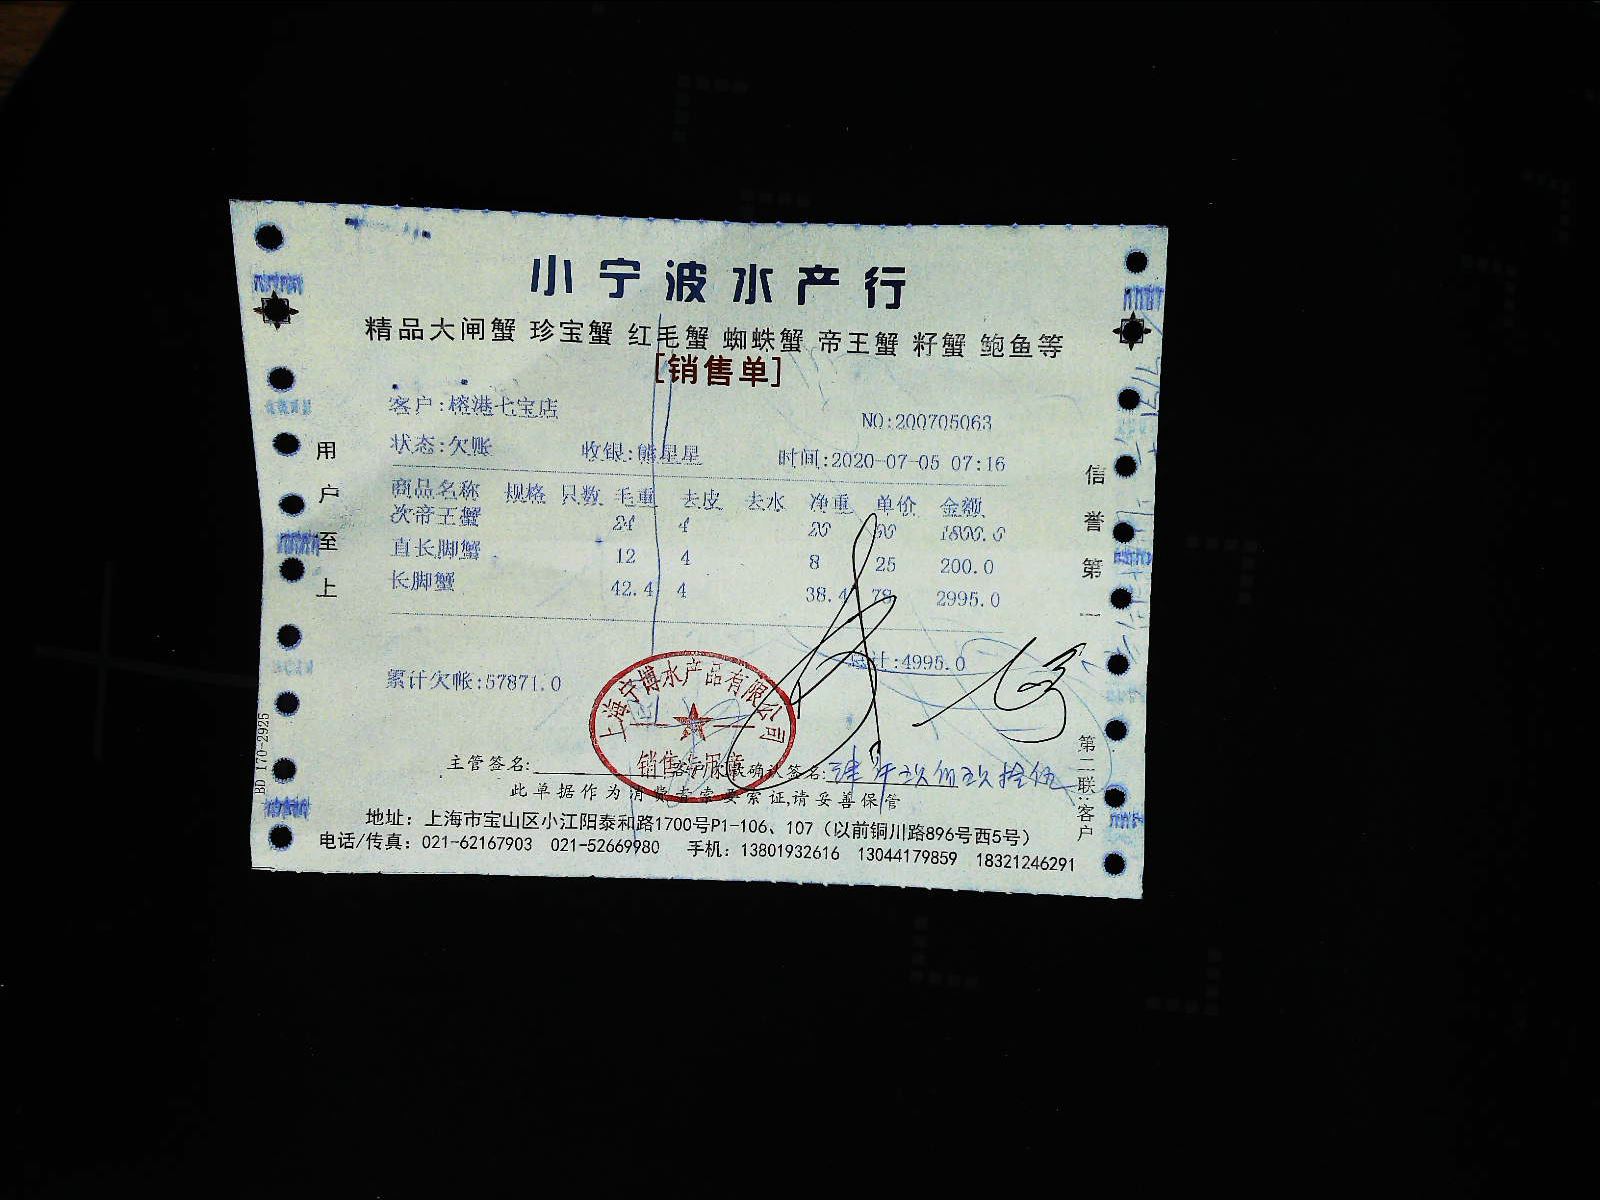 小宁波水产行
精品大闸蟹 珍宝蟹 红毛蟹 蜘蛛蟹 帝王蟹 籽蟹 鲍鱼等
[销售单]
客户:榕港七宝店
NO:200705063
状态:欠账 收银:熊星星 时间:2020-07-05 07:16
商品名称 规格 只数 毛重 去皮 去水 净重 单价 金额
次帝王蟹 24 4 20 90 1800.0
直长脚蟹 12 4 8 25 200.0
长脚蟹 42.4 4 38.4 78 2995.0
总计:4995.0
累计欠帐:57871.0
上海宁博水产品有限公司
销售专用章
主管签名: 客户水联确认签名:
此单据作为消费者索要索证,请妥善保管
地址：上海市宝山区小江阳泰和路1700号P1-106、107（以前铜川路896号西5号）
电话/传真：021-62167903 021-52669980 手机：13801932616 13044179859 18321246291
用户至上
信誉第一
第二联:客户
BD 170-2925